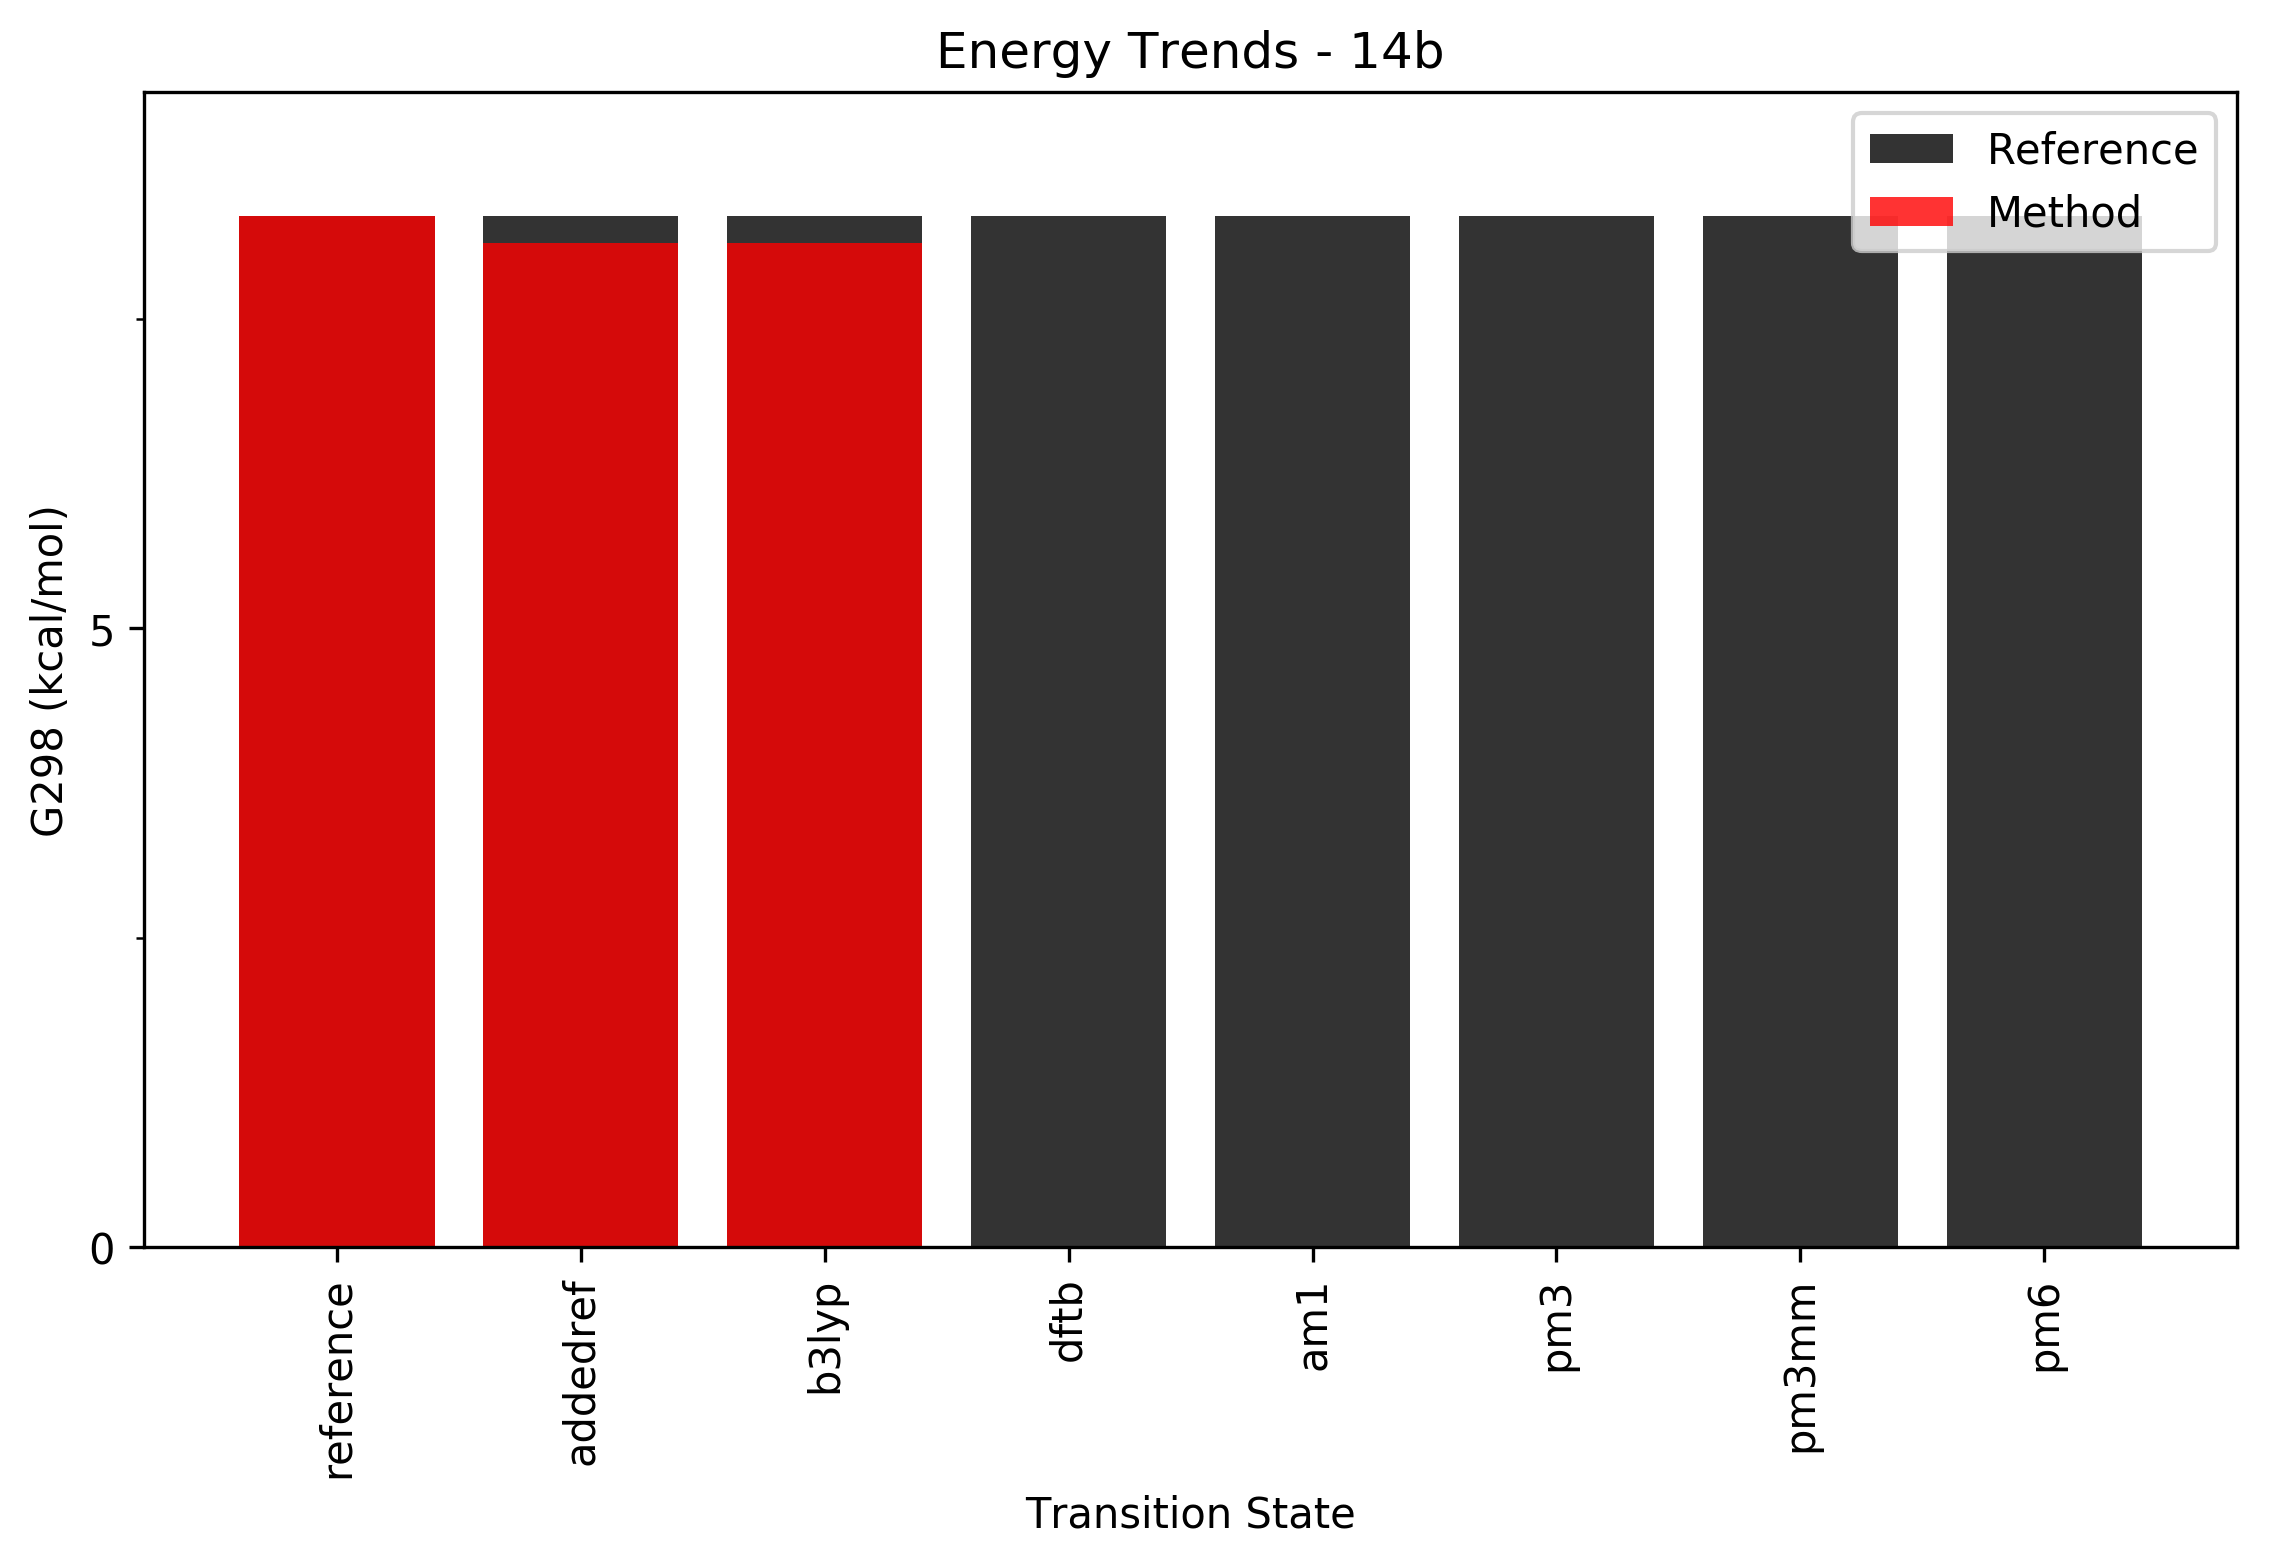 Energy Trends - 14b
Reference
Method
G298 (kcal/mol)
5
0
reference
addedref
b3lyp
dftb
am1
pm3
pm3mm
pm6
Transition State